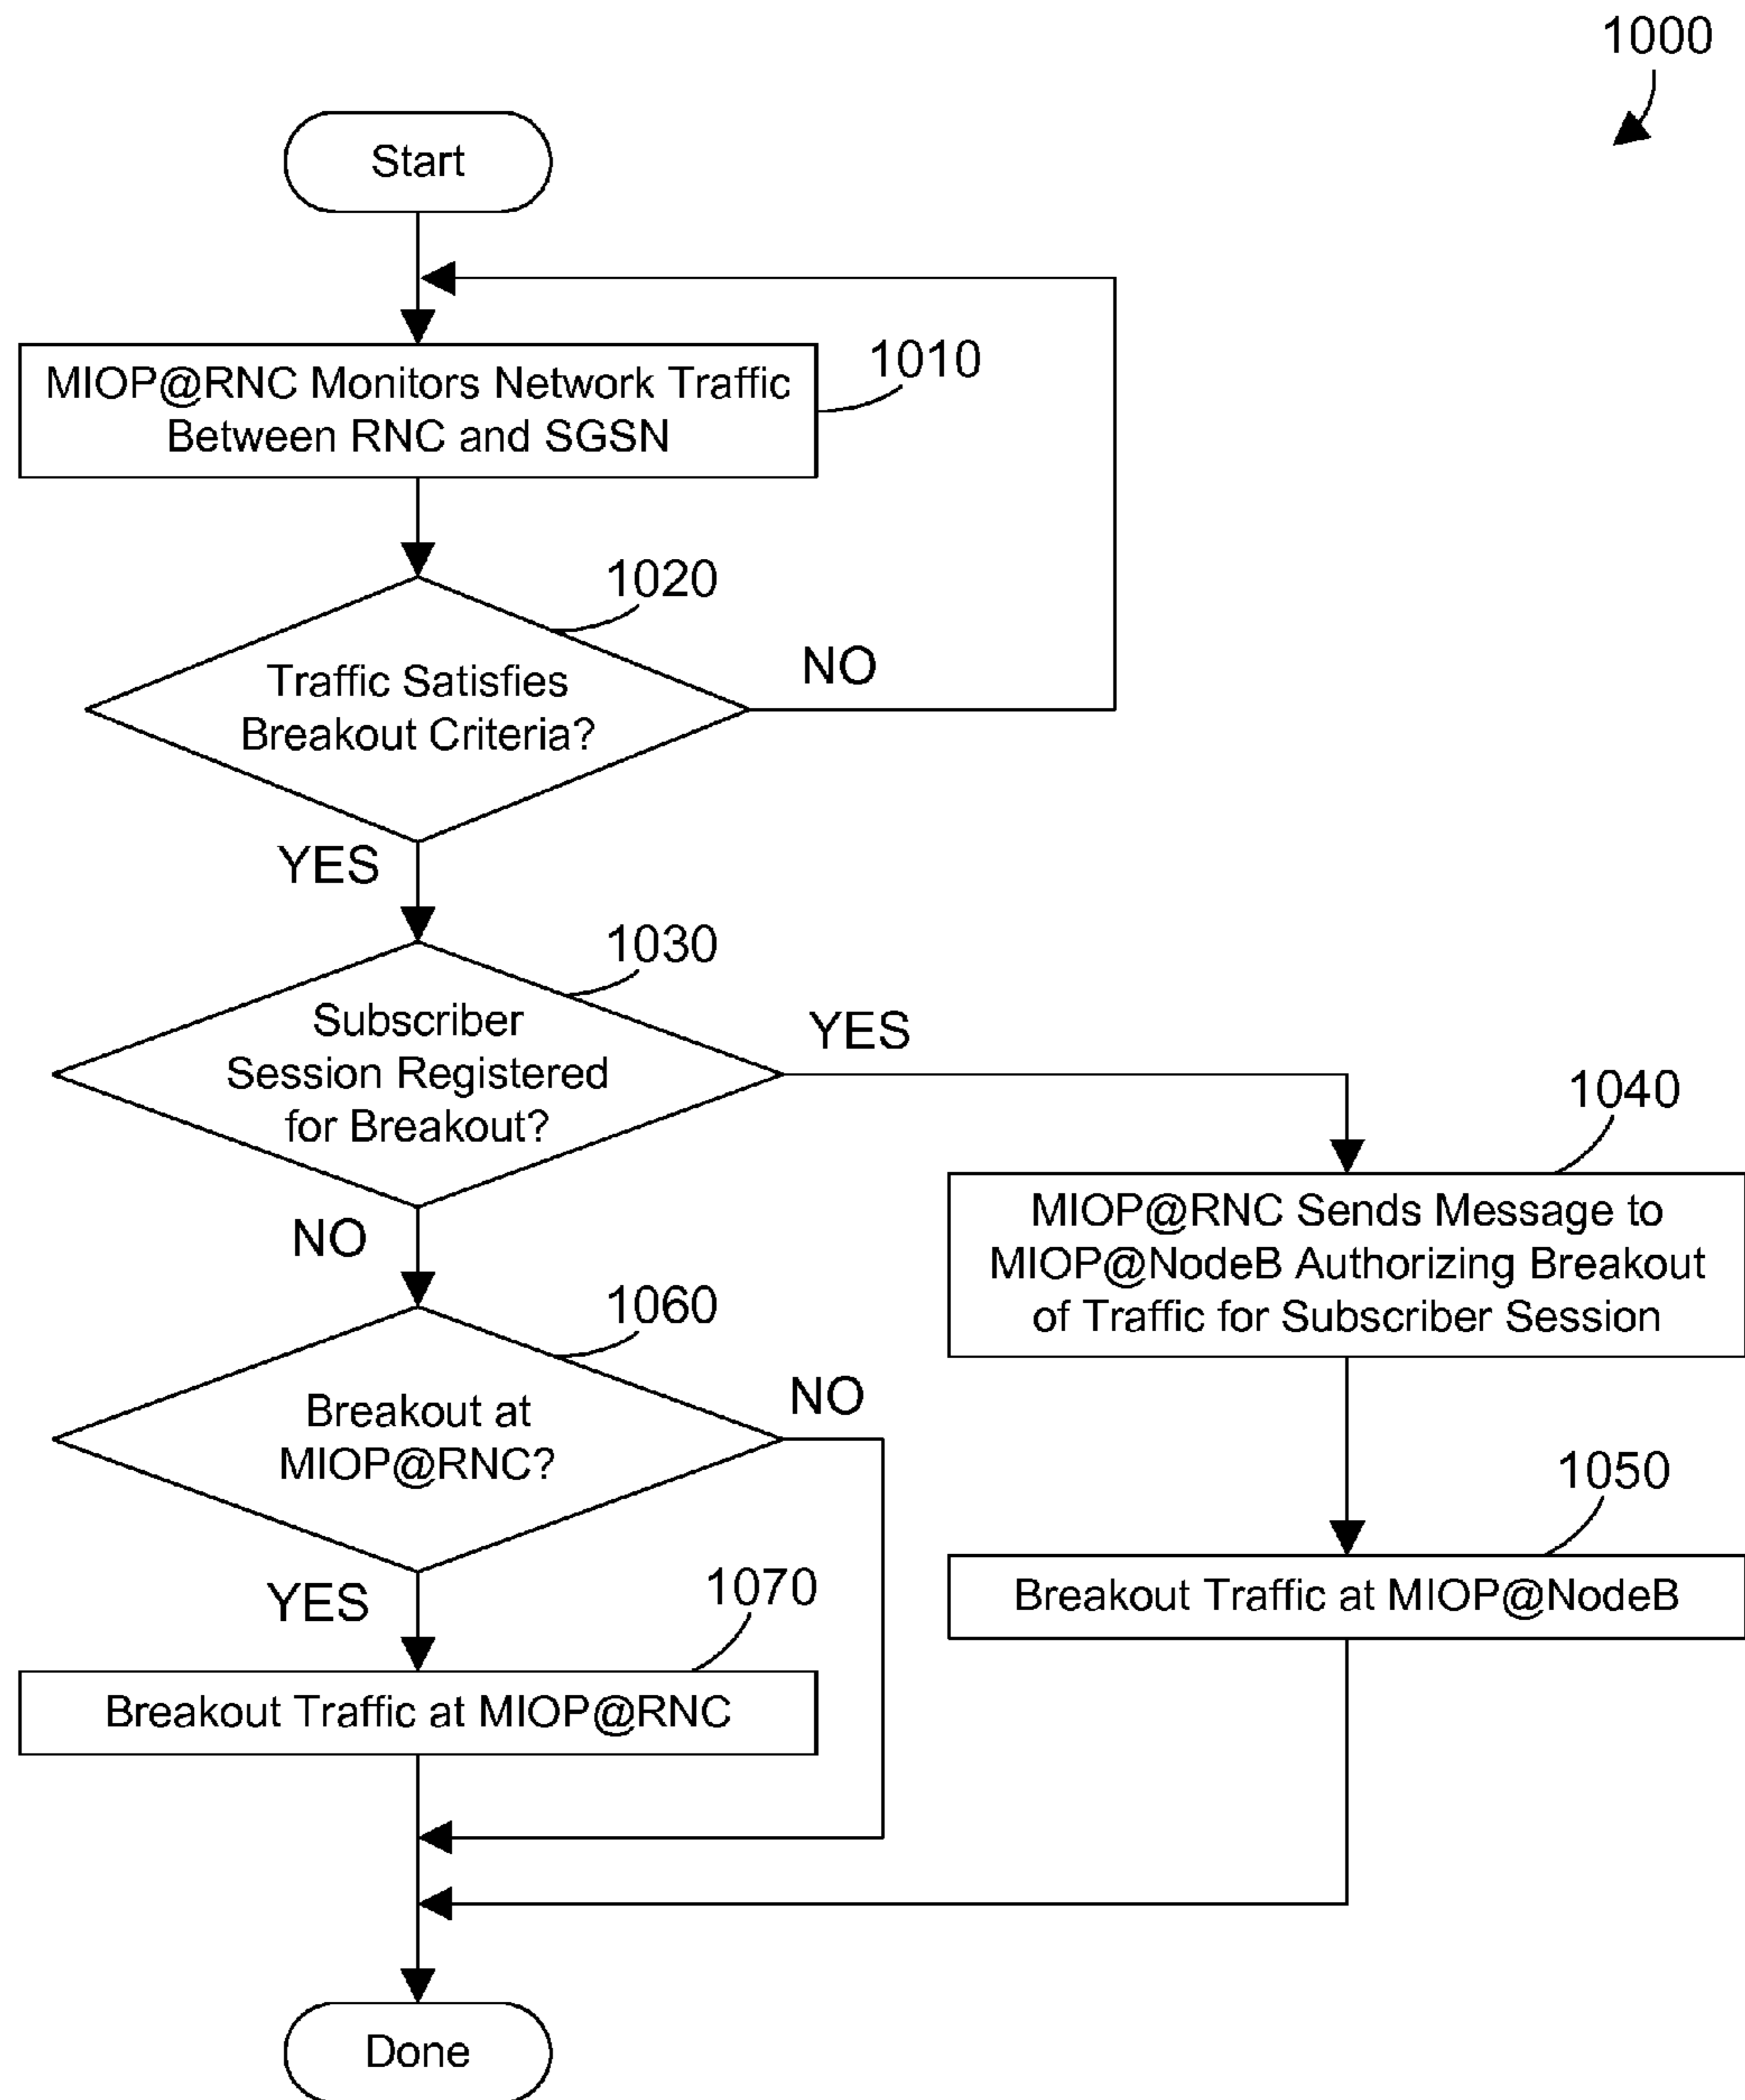 1000
Start
MIOP@RNC Monitors Network Traffic
Between RNC and SGSN
1010
1020
Traffic Satisfies
Breakout Criteria?
NO
YES
1030
Subscriber
Session Registered
for Breakout?
YES
NO
1040
MIOP@RNC Sends Message to
MIOP@NodeB Authorizing Breakout
of Traffic for Subscriber Session
1060
Breakout at
MIOP@RNC?
NO
YES
1050
Breakout Traffic at MIOP@NodeB
1070
Breakout Traffic at MIOP@RNC
Done